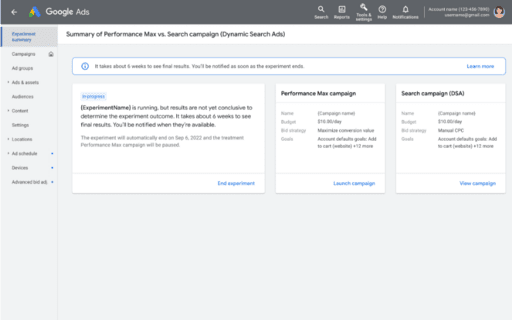 Google Ads
Search
Reports
Tools &
settings
Help
Notifications
Account name (123-456-7890)
username@gmail.com
Experiment
summary
Campaigns
Ad groups
Ads & assets
Audiences
Content
Settings
Locations
Ad schedule
Devices
Advanced bid adj.
Summary of Performance Max vs. Search campaign (Dynamic Search Ads)
It takes about 6 weeks to see final results. You'll be notified as soon as the experiment ends.
Learn more
In progress
{ExperimentName} is running, but results are not yet conclusive to
determine the experiment outcome. It takes about 6 weeks to see
final results. You'll be notified when they're available.
The experiment will automatically end on Sep 6, 2022 and the treatment
Performance Max campaign will be paused.
End experiment
Performance Max campaign
Name {Campaign name}
Budget $10.00/day
Bid strategy Maximize conversion value
Goals Account defaults goals: Add
to cart (website) +12 more
Launch campaign
Search campaign (DSA)
Name {Campaign name}
Budget $10.00/day
Bid strategy Manual CPC
Goals Account defaults goals: Add
to cart (website) +12 more
View campaign